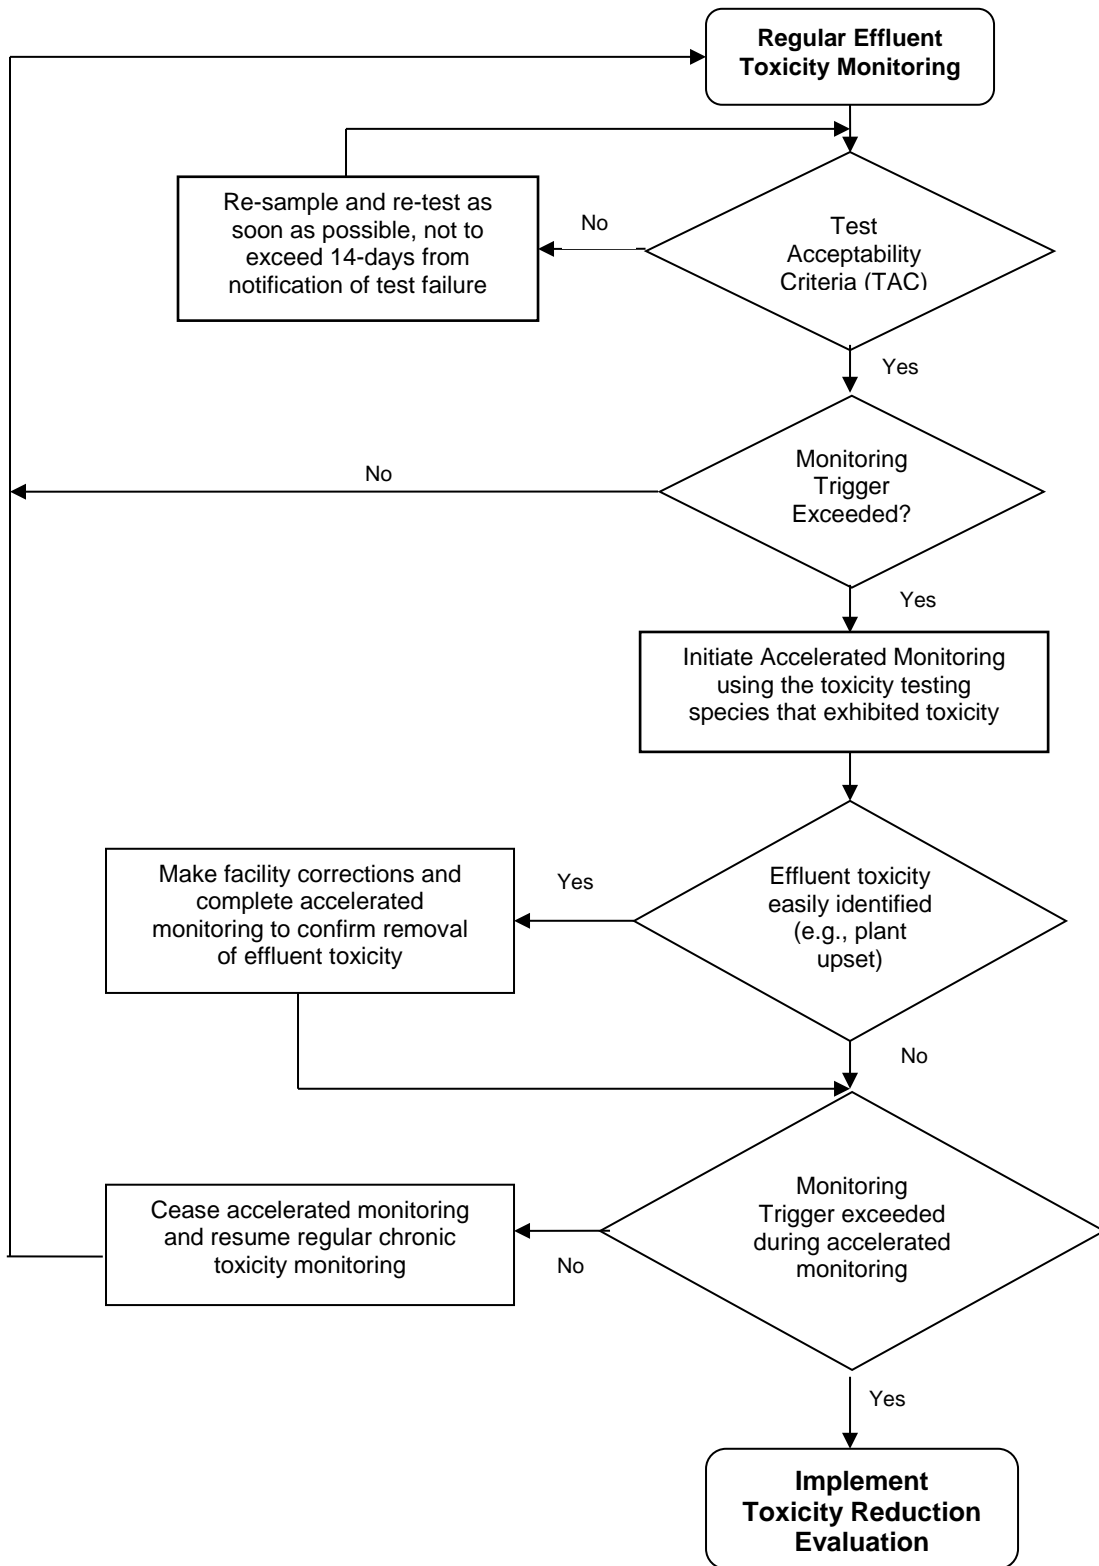 Regular Effluent
Toxicity Monitoring
Re-sample and re-test as
soon as possible, not to
exceed 14-days from
notification of test failure
No
Test
Acceptability
Criteria (TAC)
Yes
No
Monitoring
Trigger
Exceeded?
Yes
Initiate Accelerated Monitoring
using the toxicity testing
species that exhibited toxicity
Make facility corrections and
complete accelerated
monitoring to confirm removal
of effluent toxicity
Yes
Effluent toxicity
easily identified
(e.g., plant
upset)
No
Cease accelerated monitoring
and resume regular chronic
toxicity monitoring
No
Monitoring
Trigger exceeded
during accelerated
monitoring
Yes
Implement
Toxicity Reduction
Evaluation